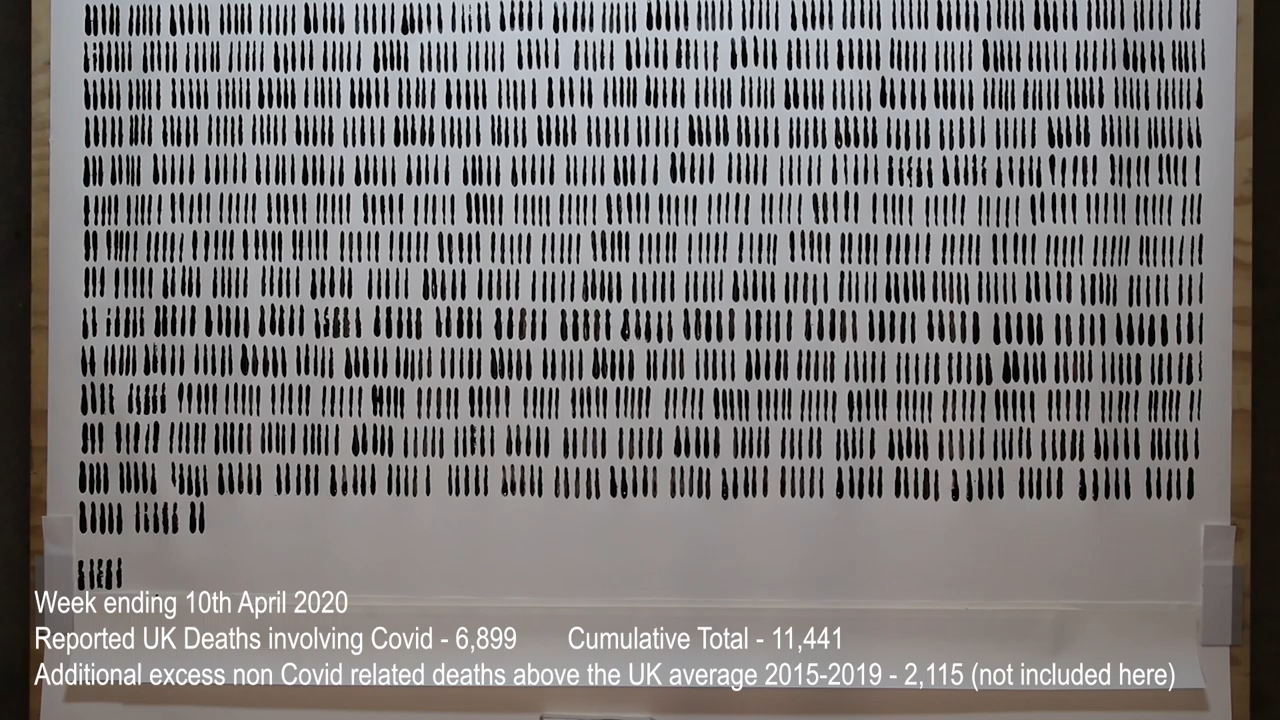 Week ending 10th April 2020
Reported UK Deaths involving Covid - 6,899 Cumulative Total - 11,441
Additional excess non Covid related deaths above the UK average 2015-2019 - 2,115 (not included here)